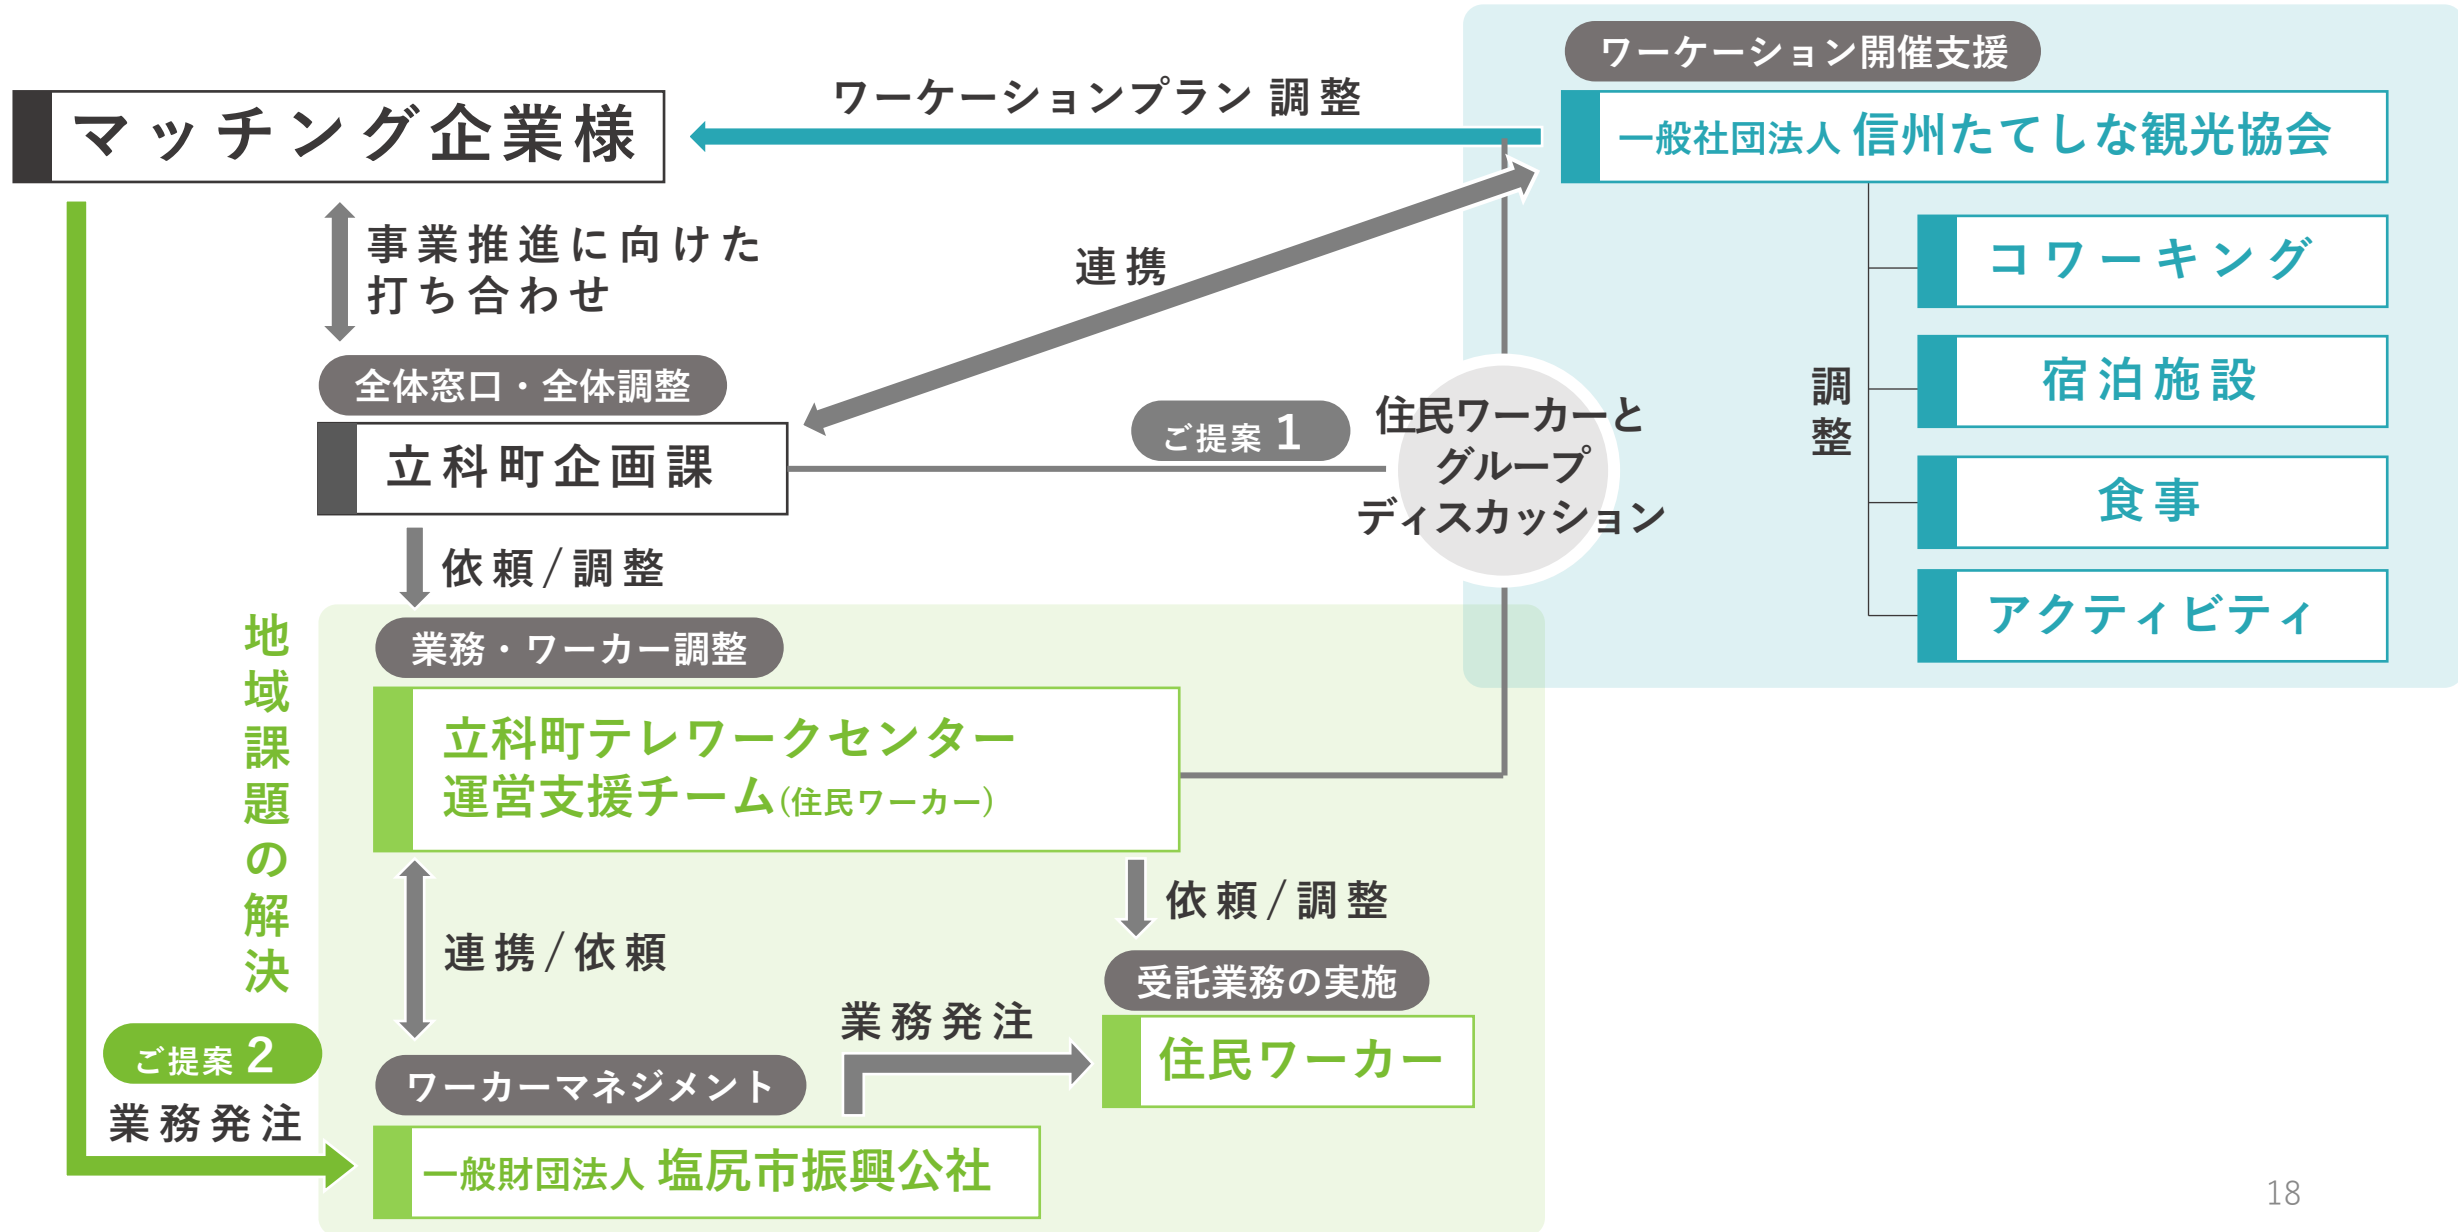 ワーケーション開催支援
ワーケーションプラン 調整
マッチング企業様
一般社団法人 信州たてしな観光協会
事業推進に向けた
打ち合わせ
連携
コワーキング
宿泊施設
食事
アクティビティ
調整
全体窓口・全体調整
立科町企画課
ご提案 1
住民ワーカーと
グループ
ディスカッション
依頼/調整
地域課題の解決
業務・ワーカー調整
立科町テレワークセンター
運営支援チーム(住民ワーカー)
連携/依頼
依頼/調整
受託業務の実施
住民ワーカー
業務発注
ご提案 2
業務発注
ワーカーマネジメント
一般財団法人 塩尻市振興公社
18